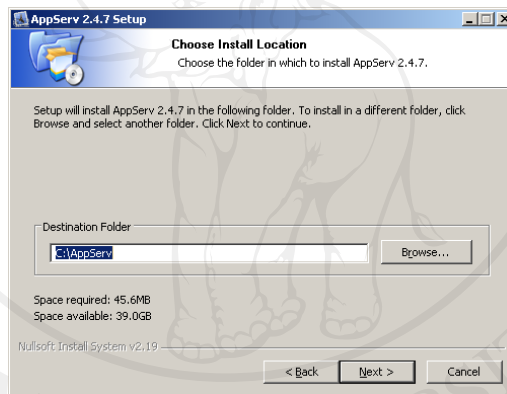 AppServ 2.4.7 Setup
Choose Install Location
Choose the folder in which to install AppServ 2.4.7.
Setup will install AppServ 2.4.7 in the following folder. To install in a different folder, click
Browse and select another folder. Click Next to continue.
Destination Folder
C:\AppServ
Browse...
Space required: 45.6MB
Space available: 39.0GB
Nullsoft Install System v2.19
< Back
Next >
Cancel